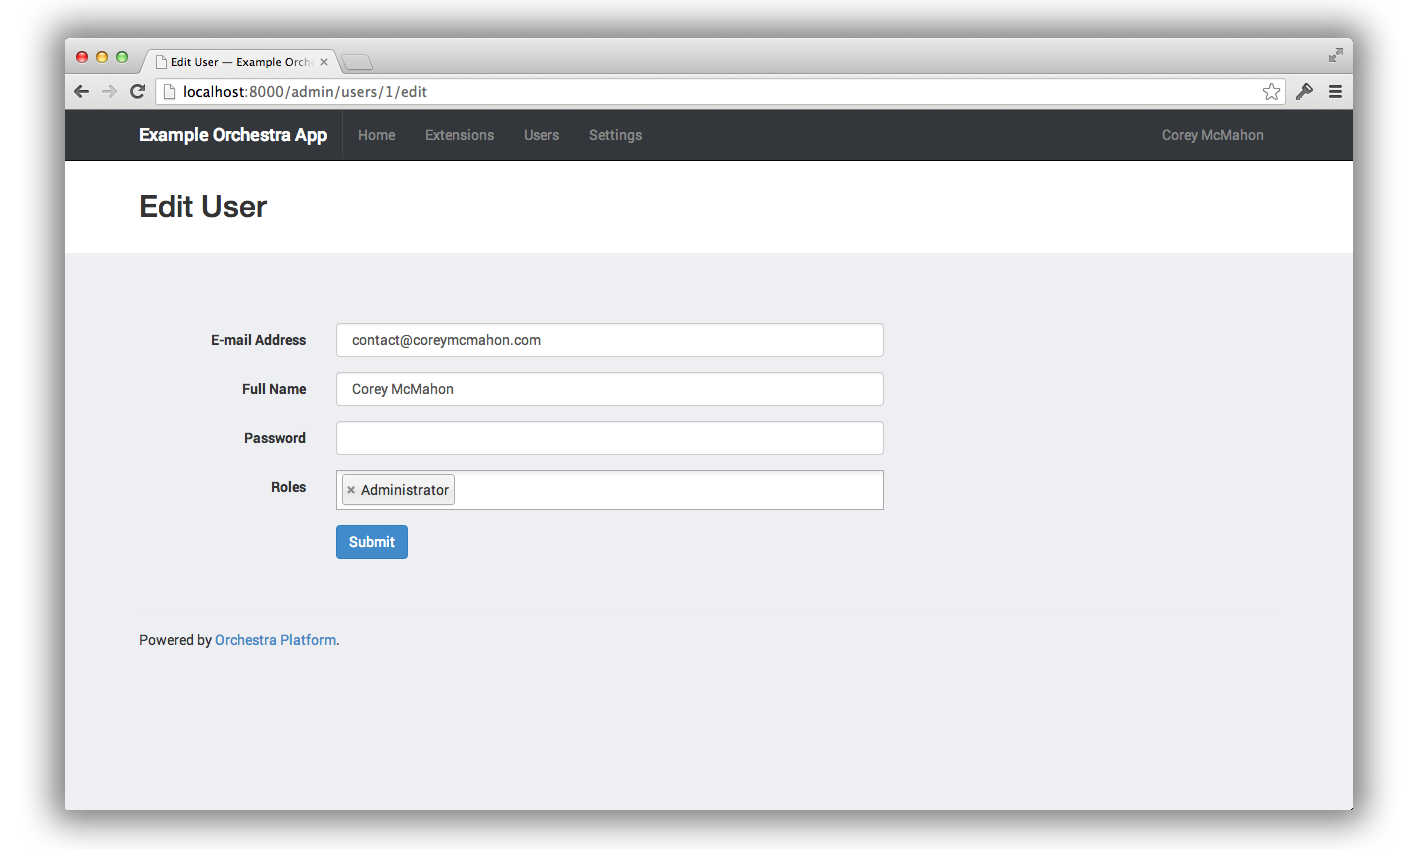 Edit User — Example Orch
localhost:8000/admin/users/1/edit
Example Orchestra App Home Extensions Users Settings Corey McMahon
Edit User
E-mail Address contact@coreymcmahon.com
Full Name Corey McMahon
Password
Roles × Administrator
Submit
Powered by Orchestra Platform.